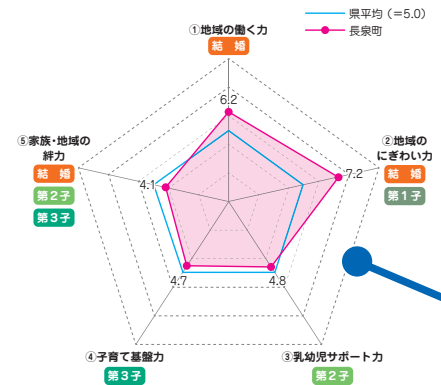 県平均（=5.0）
長泉町
①地域の働く力
結　婚
6.2
②地域の
にぎわい力
結　婚
第１子
7.2
⑤家族・地域の
絆力
結　婚
第２子
第３子
4.1
4.7
4.8
④子育て基盤力
第３子
③乳幼児サポート力
第２子